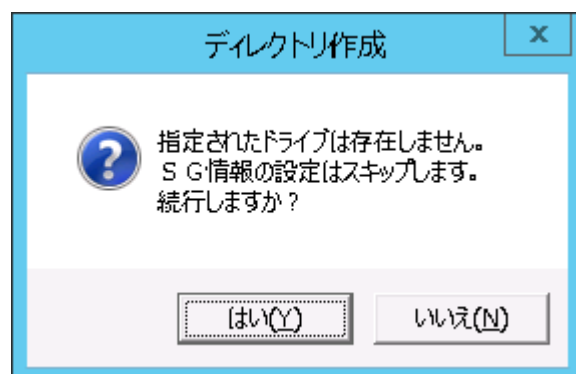 ディレクトリ作成
x
指定されたドライブは存在しません。
SG情報の設定はスキップします。
続行しますか?
はい(Y)
いいえ(N)